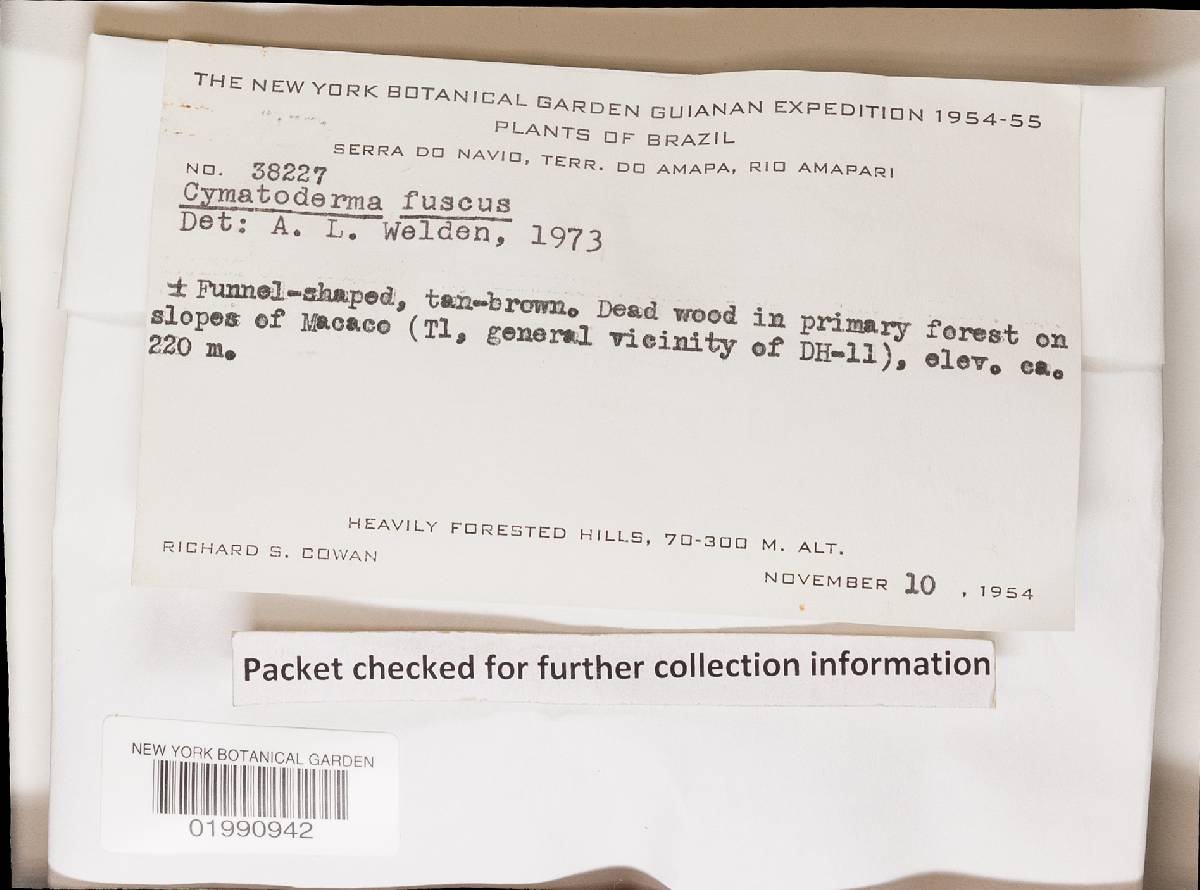 THE NEW YORK BOTANICAL GARDEN GUIANAN EXPEDITION 1954-55
PLANTS OF BRAZIL
SERRA DO NAVIO, TERR. DO AMAPA, RIO AMAPARI
NO. 38227
Cymatoderma fuscus
Det: A. L. Welden, 1973
± Funnel-shaped, tan-brown. Dead wood in primary forest on
slopes of Macaco (Tl, general vicinity of DH-11), elev. ca.
220 m.
HEAVILY FORESTED HILLS, 70-300 M. ALT.
RICHARD S. COWAN
NOVEMBER 10 , 1954
Packet checked for further collection information
NEW YORK BOTANICAL GARDEN
01990942